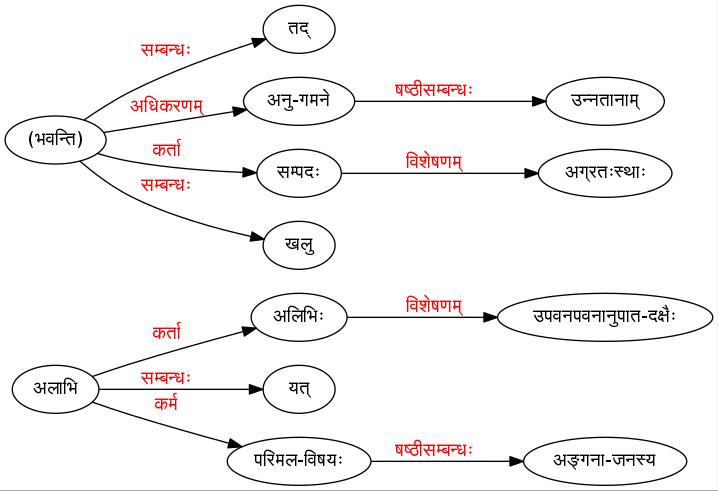 तद्
सम्बन्धः
अधिकरणम्
अनु-गमने
षष्ठीसम्बन्धः
उन्नतानाम्
(भवन्ति)
कर्ता
सम्पदः
विशेषणम्
अग्रतःस्थाः
सम्बन्धः
खलु
कर्ता
अलिभिः
विशेषणम्
उपवनपवनानुपात-दक्षैः
अलाभि
सम्बन्धः
यत्
कर्म
परिमल-विषयः
षष्ठीसम्बन्धः
अङ्गना-जनस्य